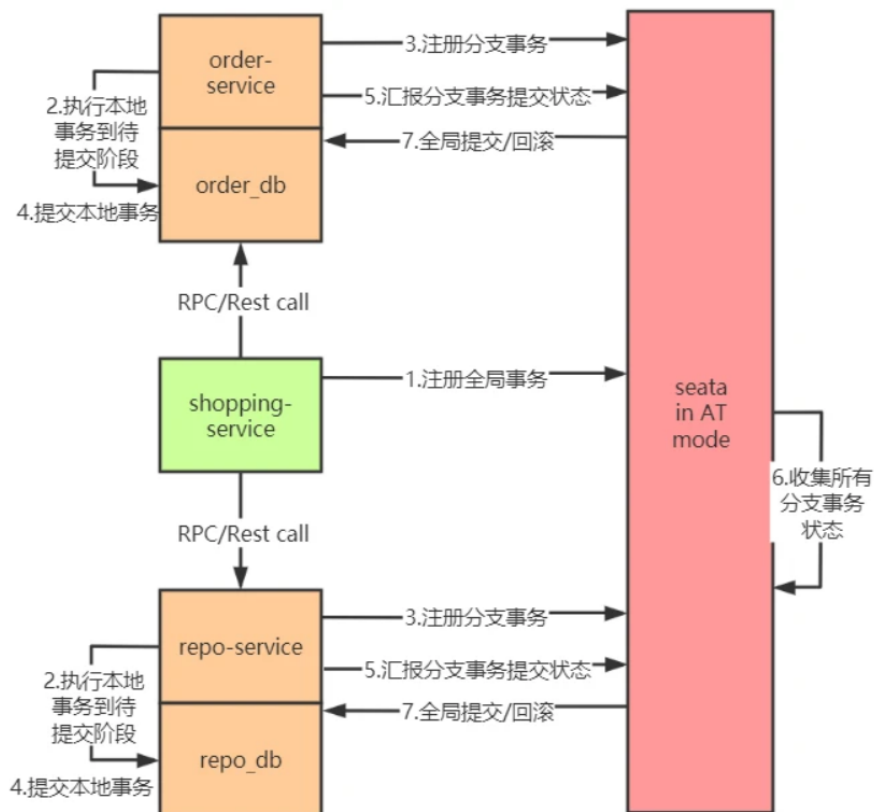 order-
service
3.注册分支事务
2.执行本地
事务到待
提交阶段
5.汇报分支事务提交状态
7.全局提交/回滚
order_db
4.提交本地事务
RPC/Rest call
shopping-
service
1.注册全局事务
seata
in AT
mode
6.收集所有
分支事务
状态
RPC/Rest call
repo-service
3.注册分支事务
2.执行本地
事务到待
提交阶段
5.汇报分支事务提交状态
7.全局提交/回滚
repo_db
4.提交本地事务